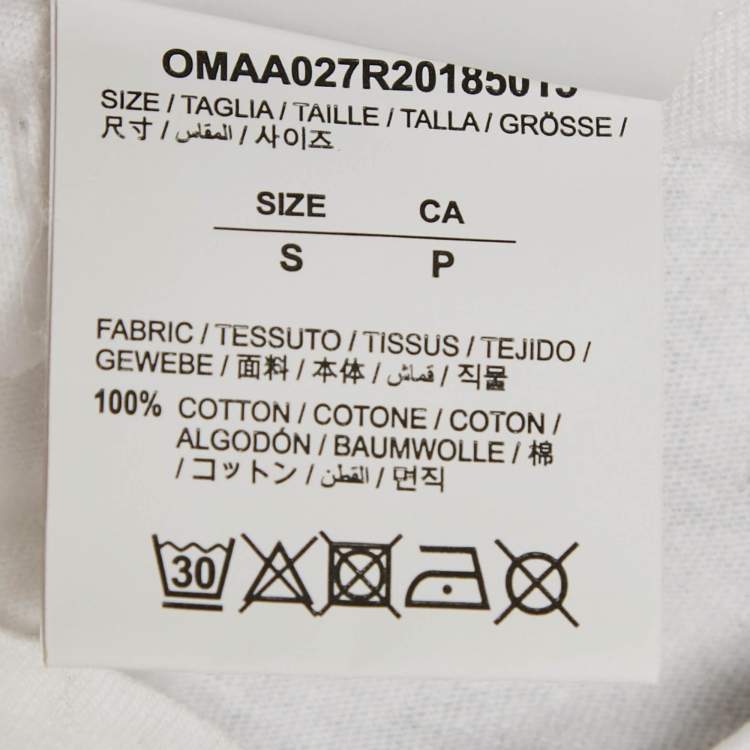 OMAA027R20185015
SIZE / TAGLIA / TAILLE / TALLA / GRÖSSE /
尺寸 / المقاس / 사이즈
SIZE CA
S P
FABRIC / TESSUTO / TISSUS / TEJIDO /
GEWEBE / 面料 / 本体 / قماش / 직물
100% COTTON / COTONE / COTON /
ALGODÓN / BAUMWOLLE / 棉
/ コットン / القطن / 면직
30